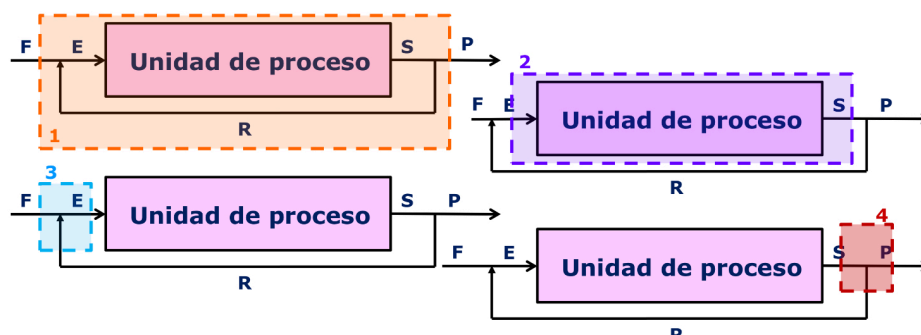 F E Unidad de proceso S P
R
1
2
F E Unidad de proceso S P
R
3
F E Unidad de proceso S P
R
4
F E Unidad de proceso S P
R